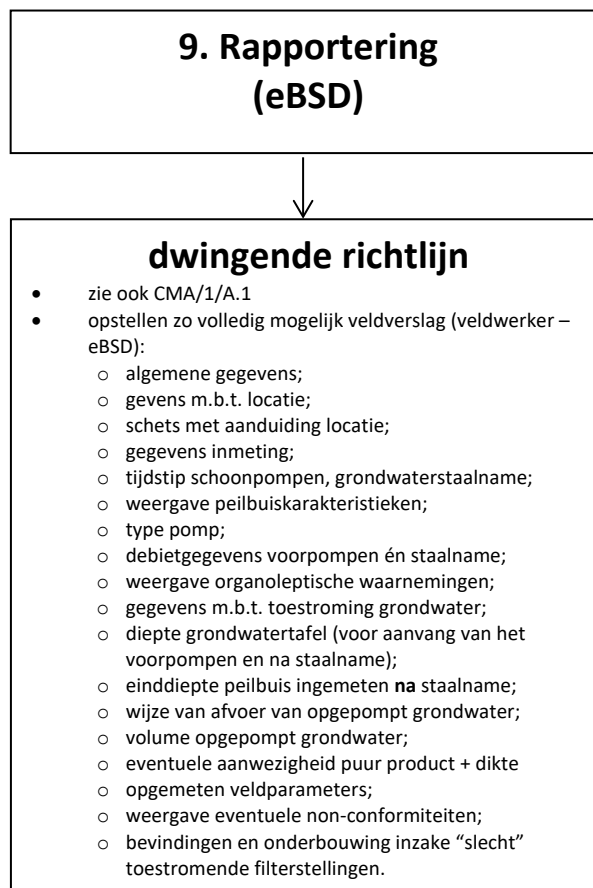 9. Rapportering
(eBSD)
dwingende richtlijn
• zie ook CMA/1/A.1
• opstellen zo volledig mogelijk veldverslag (veldwerker –
eBSD):
o algemene gegevens;
o gevens m.b.t. locatie;
o schets met aanduiding locatie;
o gegevens inmeting;
o tijdstip schoonpompen, grondwaterstaalname;
o weergave peilbuiskarakteristieken;
o type pomp;
o debietgegevens voorpompen én staalname;
o weergave organoleptische waarnemingen;
o gegevens m.b.t. toestroming grondwater;
o diepte grondwatertafel (voor aanvang van het
voorpompen en na staalname);
o einddiepte peilbuis ingemeten na staalname;
o wijze van afvoer van opgepompt grondwater;
o volume opgepompt grondwater;
o eventuele aanwezigheid puur product + dikte
o opgemeten veldparameters;
o weergave eventuele non-conformiteiten;
o bevindingen en onderbouwing inzake “slecht”
toestromende filterstellingen.